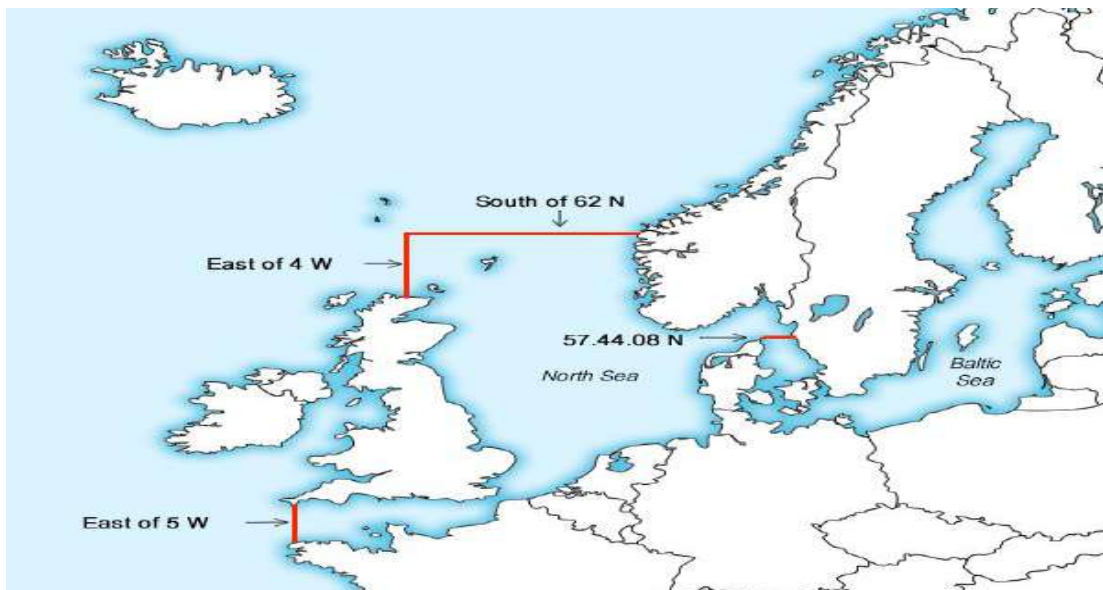 South of 62 N
East of 4 W
57.44.08 N
North Sea
Baltic
Sea
East of 5 W